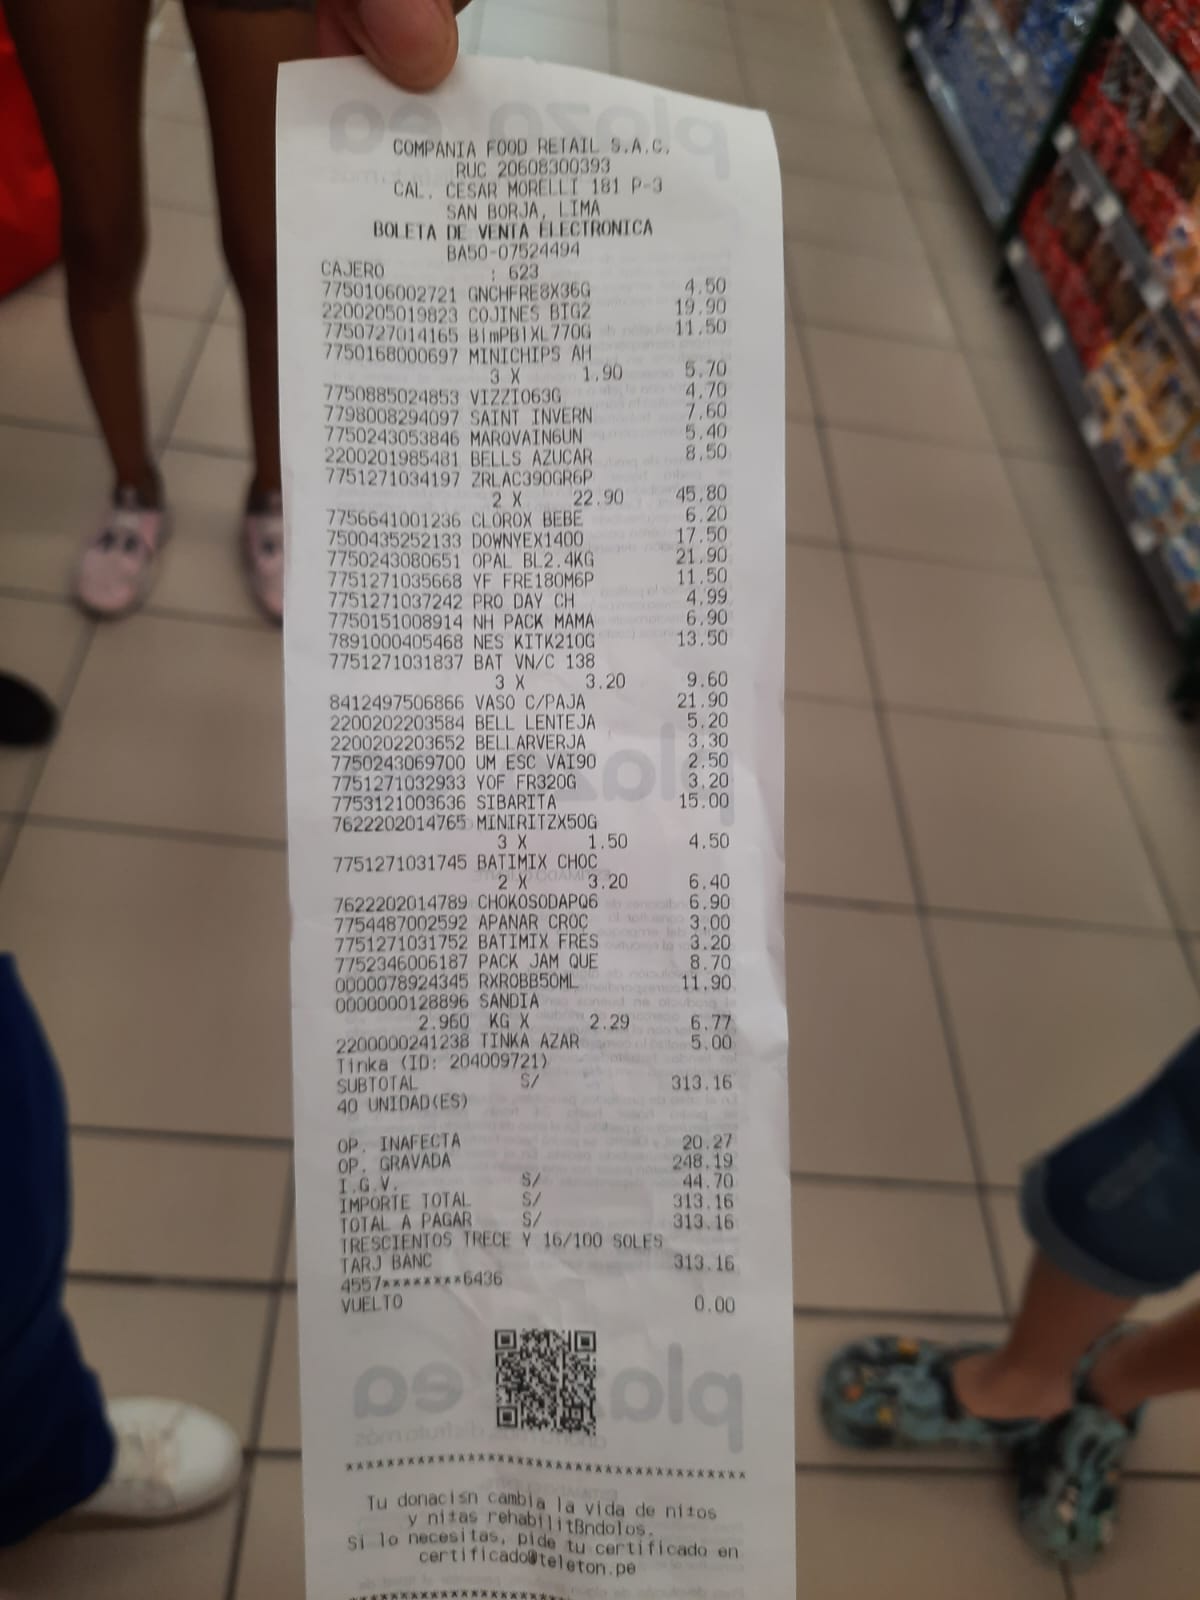 COMPANIA FOOD RETAIL S.A.C.
RUC 20608300393
CAL. CESAR MORELLI 181 P-3
SAN BORJA, LIMA
BOLETA DE VENTA ELECTRONICA
BA50-07524494
CAJERO : 623
7750106002721 GNCHFRE8X36G 4.50
2200205019823 COJINES BIG2 19.90
7750727014165 BlmPBlXL770G 11.50
7750168000697 MINICHIPS AH
3 X 1.90 5.70
7750885024853 VIZZIO63G 4.70
7798008294097 SAINT INVERN 7.60
7750243053846 MARQVAIN6UN 5.40
2200201985481 BELLS AZUCAR 8.50
7751271034197 ZRLAC390GR6P
2 X 22.90 45.80
7756641001236 CLOROX BEBE 6.20
7500435252133 DOWNYEX1400 17.50
7750243080651 OPAL BL2.4KG 21.90
7751271035668 YF FRE180M6P 11.50
7751271037242 PRO DAY CH 4.99
7750151008914 NH PACK MAMA 6.90
7891000405468 NES KITK210G 13.50
7751271031837 BAT VN/C 138
3 X 3.20 9.60
8412497506866 VASO C/PAJA 21.90
2200202203584 BELL LENTEJA 5.20
2200202203652 BELLARVERJA 3.30
7750243069700 UM ESC VAI90 2.50
7751271032933 YOF FR320G 3.20
7753121003636 SIBARITA 15.00
7622202014765 MINIRITZX50G
3 X 1.50 4.50
7751271031745 BATIMIX CHOC
2 X 3.20 6.40
7622202014789 CHOKOSODAPQ6 6.90
7754487002592 APANAR CROC 3.00
7751271031752 BATIMIX FRES 3.20
7752346006187 PACK JAM QUE 8.70
0000078924345 RXROBB50ML 11.90
0000000128896 SANDIA
2.960 KG X 2.29 6.77
2200000241238 TINKA AZAR 5.00
Tinka (ID: 204009721)
SUBTOTAL S/ 313.16
40 UNIDAD(ES)
OP. INAFECTA 20.27
OP. GRAVADA 248.19
I.G.V. S/ 44.70
IMPORTE TOTAL S/ 313.16
TOTAL A PAGAR S/ 313.16
TRESCIENTOS TRECE Y 16/100 SOLES
TARJ BANC 313.16
4557********6436
VUELTO 0.00
Tu donacisn cambia la vida de nitos
y nitas rehabilitßndolos.
Si lo necesitas, pide tu certificado en
certificado@teleton.pe